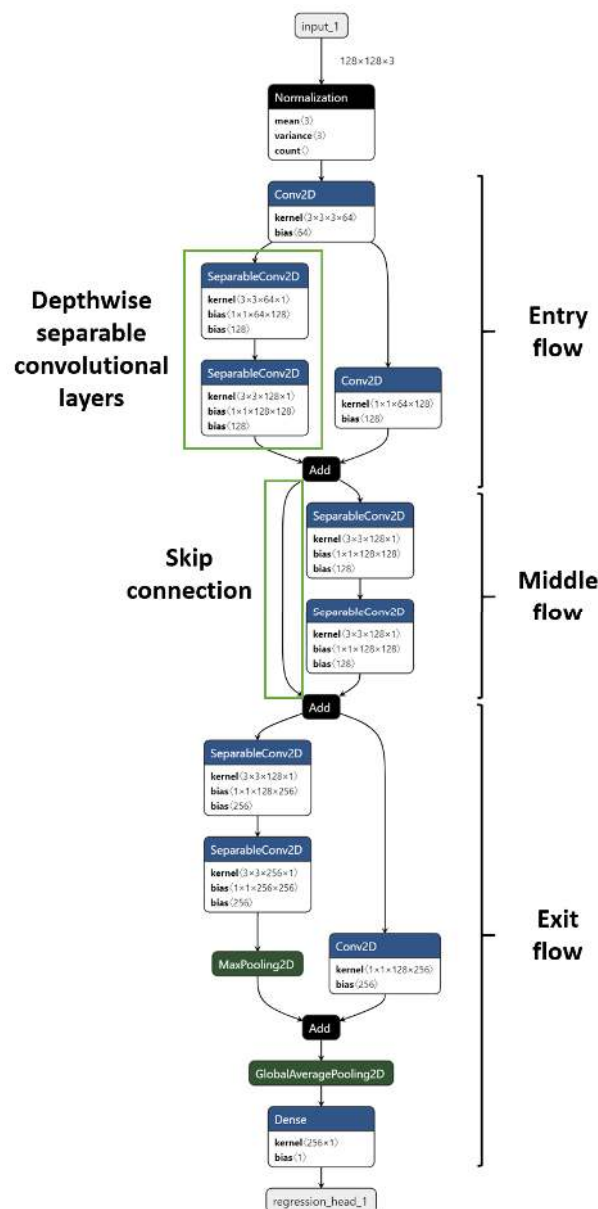 input_1
128×128×3
Normalization
mean⟨3⟩
variance⟨3⟩
count⟨⟩
Conv2D
kernel⟨3×3×3×64⟩
bias⟨64⟩
SeparableConv2D
kernel⟨3×3×64×1⟩
bias⟨1×1×64×128⟩
bias⟨128⟩
Depthwise
separable
convolutional
layers
SeparableConv2D
kernel⟨3×3×128×1⟩
bias⟨1×1×128×128⟩
bias⟨128⟩
Conv2D
kernel⟨1×1×64×128⟩
bias⟨128⟩
Entry
flow
Add
SeparableConv2D
kernel⟨3×3×128×1⟩
bias⟨1×1×128×128⟩
bias⟨128⟩
Skip
connection
SeparableConv2D
kernel⟨3×3×128×1⟩
bias⟨1×1×128×128⟩
bias⟨128⟩
Middle
flow
Add
SeparableConv2D
kernel⟨3×3×128×1⟩
bias⟨1×1×128×256⟩
bias⟨256⟩
SeparableConv2D
kernel⟨3×3×256×1⟩
bias⟨1×1×256×256⟩
bias⟨256⟩
MaxPooling2D
Conv2D
kernel⟨1×1×128×256⟩
bias⟨256⟩
Exit
flow
Add
GlobalAveragePooling2D
Dense
kernel⟨256×1⟩
bias⟨1⟩
regression_head_1